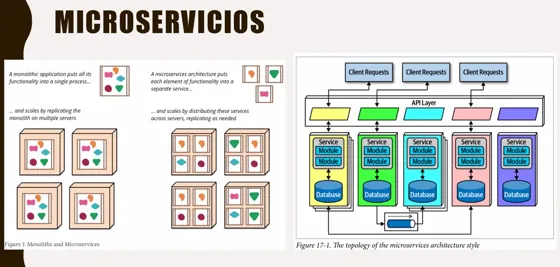 MICROSERVICIOS
A monolithic application puts all its
functionality into a single process...
A microservices architecture puts
each element of functionality into a
separate service...
... and scales by replicating the
monolith on multiple servers
... and scales by distributing these services
across servers, replicating as needed.
Figure 1 Monoliths and Microservices
Client Requests
Client Requests
Client Requests
API Layer
Service
Service
Service
Service
Service
Module
Module
Module
Module
Module
Module
Module
Module
Module
Module
Database
Database
Database
Database
Database
Figure 17-1. The topology of the microservices architecture style